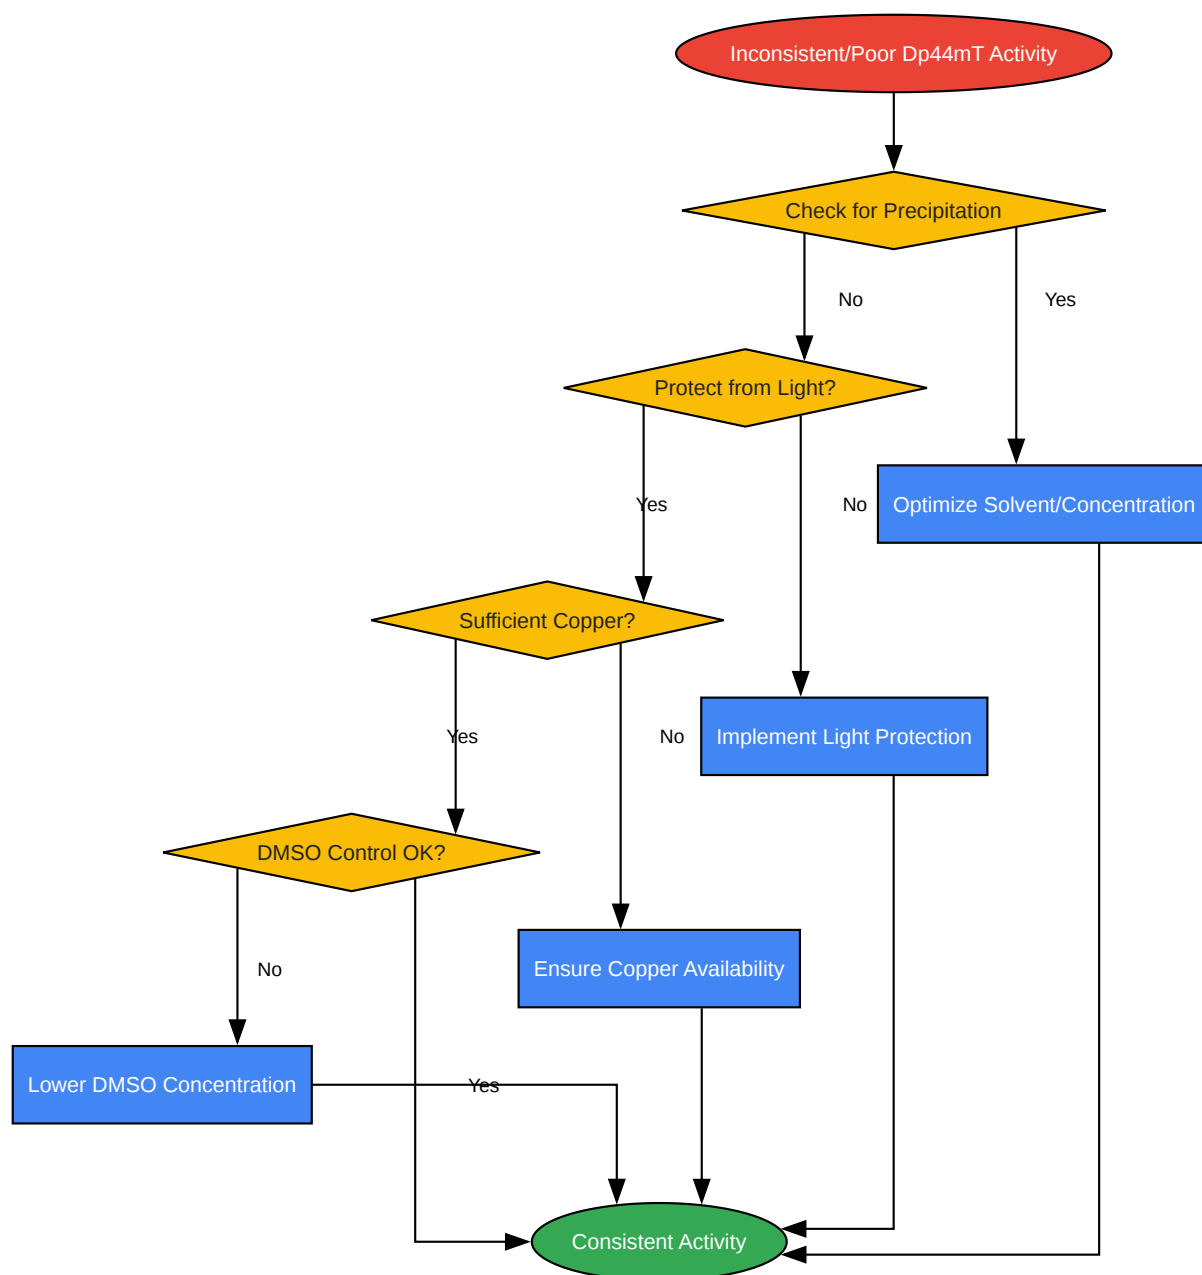 Inconsistent/Poor Dp44mT Activity
Check for Precipitation
No
Yes
Protect from Light?
Yes
No
Optimize Solvent/Concentration
Sufficient Copper?
Yes
No
Implement Light Protection
DMSO Control OK?
No
Ensure Copper Availability
Lower DMSO Concentration
Yes
Consistent Activity